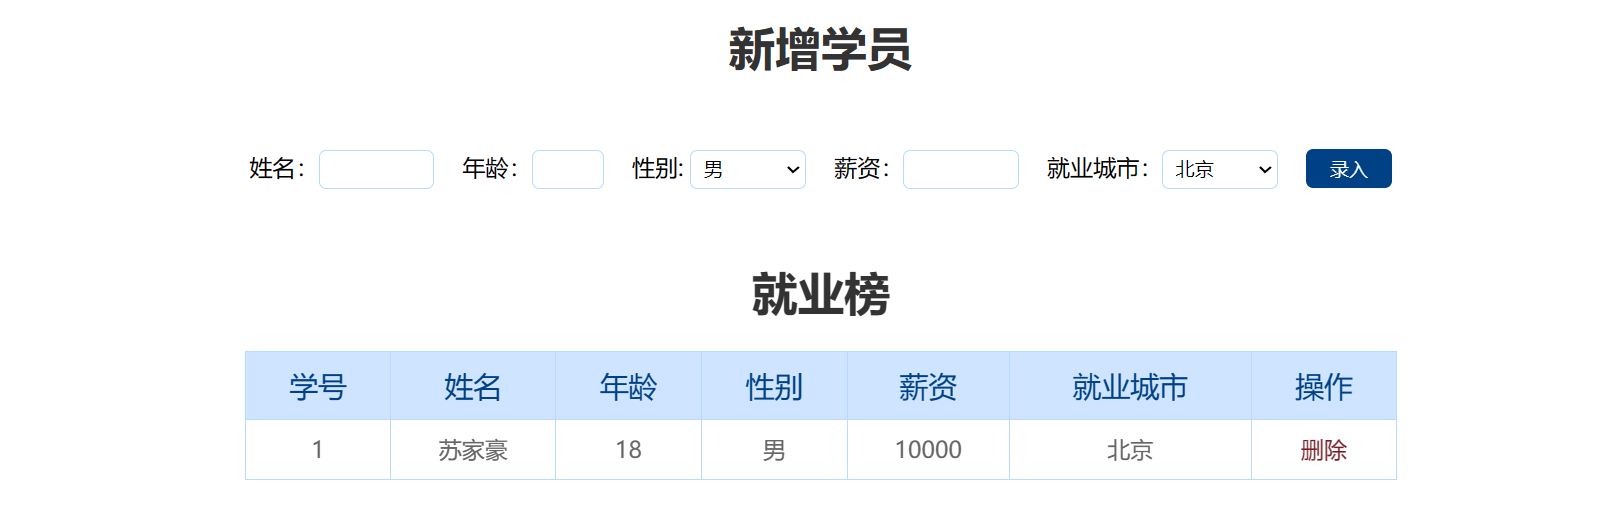 新增学员
姓名： 年龄： 性别: 男 薪资： 就业城市： 北京 录入
就业榜
学号 姓名 年龄 性别 薪资 就业城市 操作
1 苏家豪 18 男 10000 北京 删除